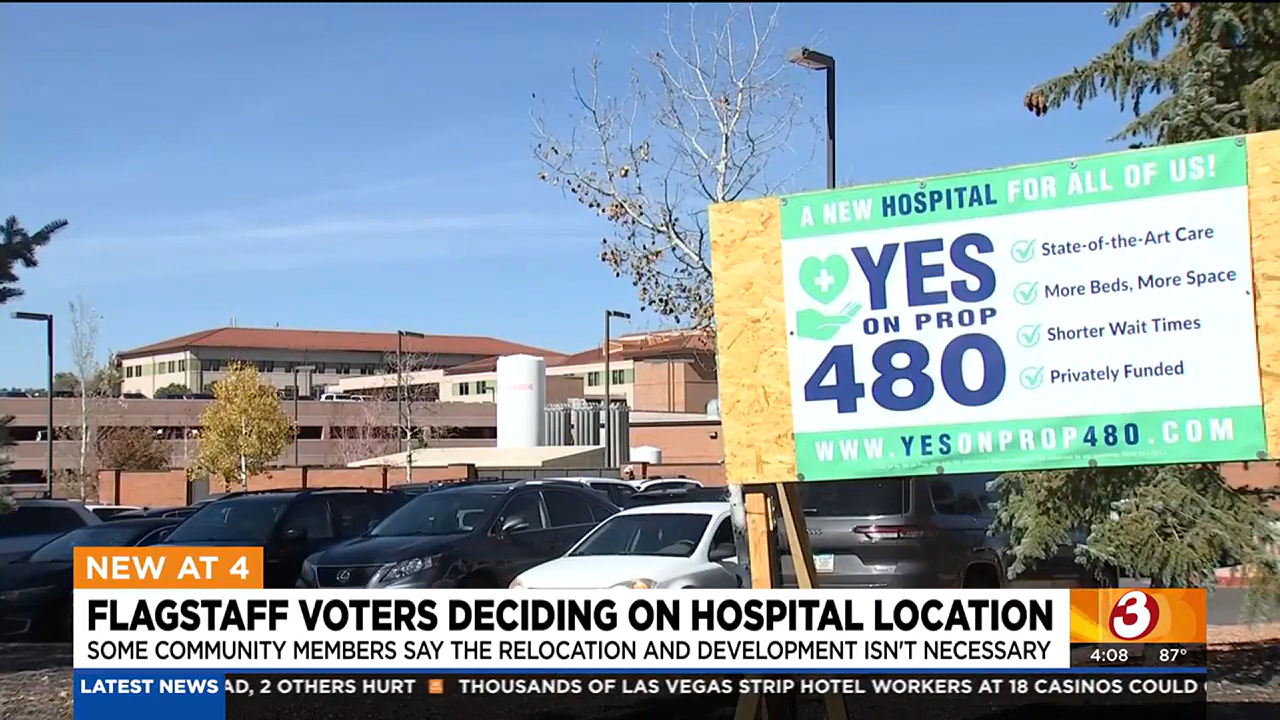 A NEW HOSPITAL FOR ALL OF US!
YES
ON PROP
480
State-of-the-Art Care
More Beds, More Space
Shorter Wait Times
Privately Funded
WWW.YESONPROP480.COM
NEW AT 4
FLAGSTAFF VOTERS DECIDING ON HOSPITAL LOCATION
SOME COMMUNITY MEMBERS SAY THE RELOCATION AND DEVELOPMENT ISN'T NECESSARY
3
4:08 87°
LATEST NEWS AD, 2 OTHERS HURT THOUSANDS OF LAS VEGAS STRIP HOTEL WORKERS AT 18 CASINOS COULD